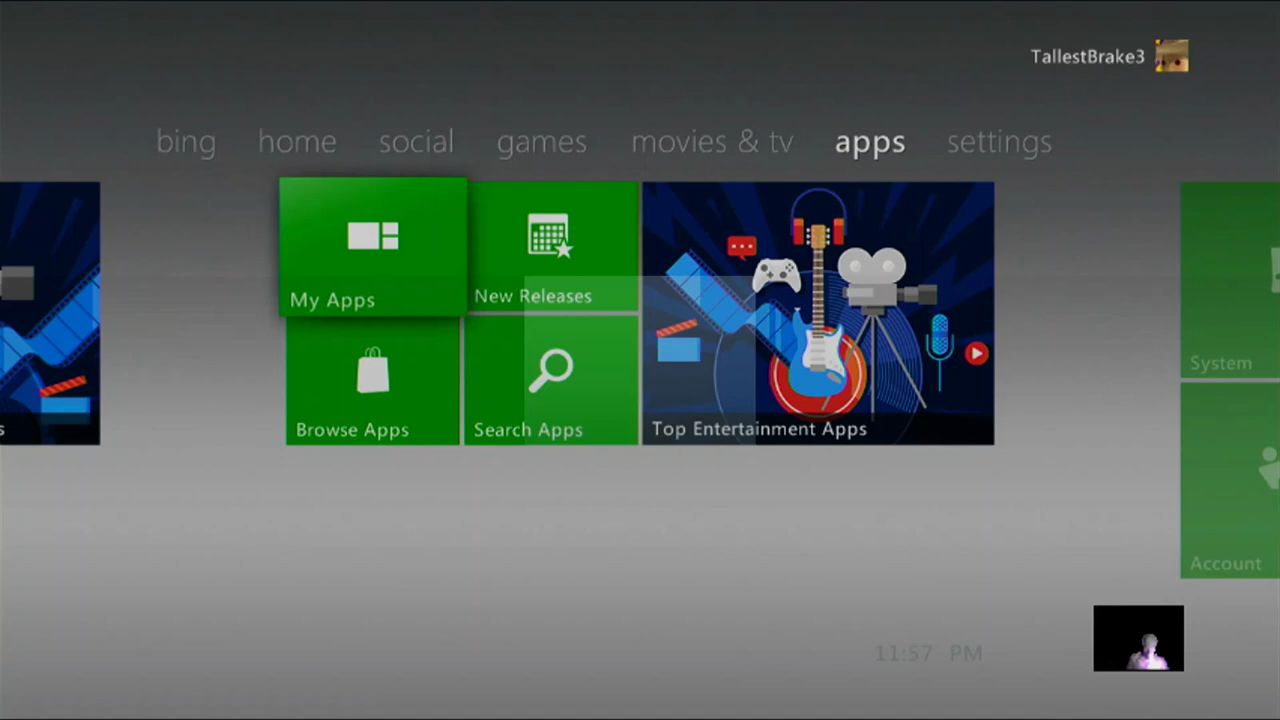 TallestBrake3
bing home social games movies & tv apps settings
My Apps
New Releases
Browse Apps
Search Apps
Top Entertainment Apps
s
System
Account
11:57 PM